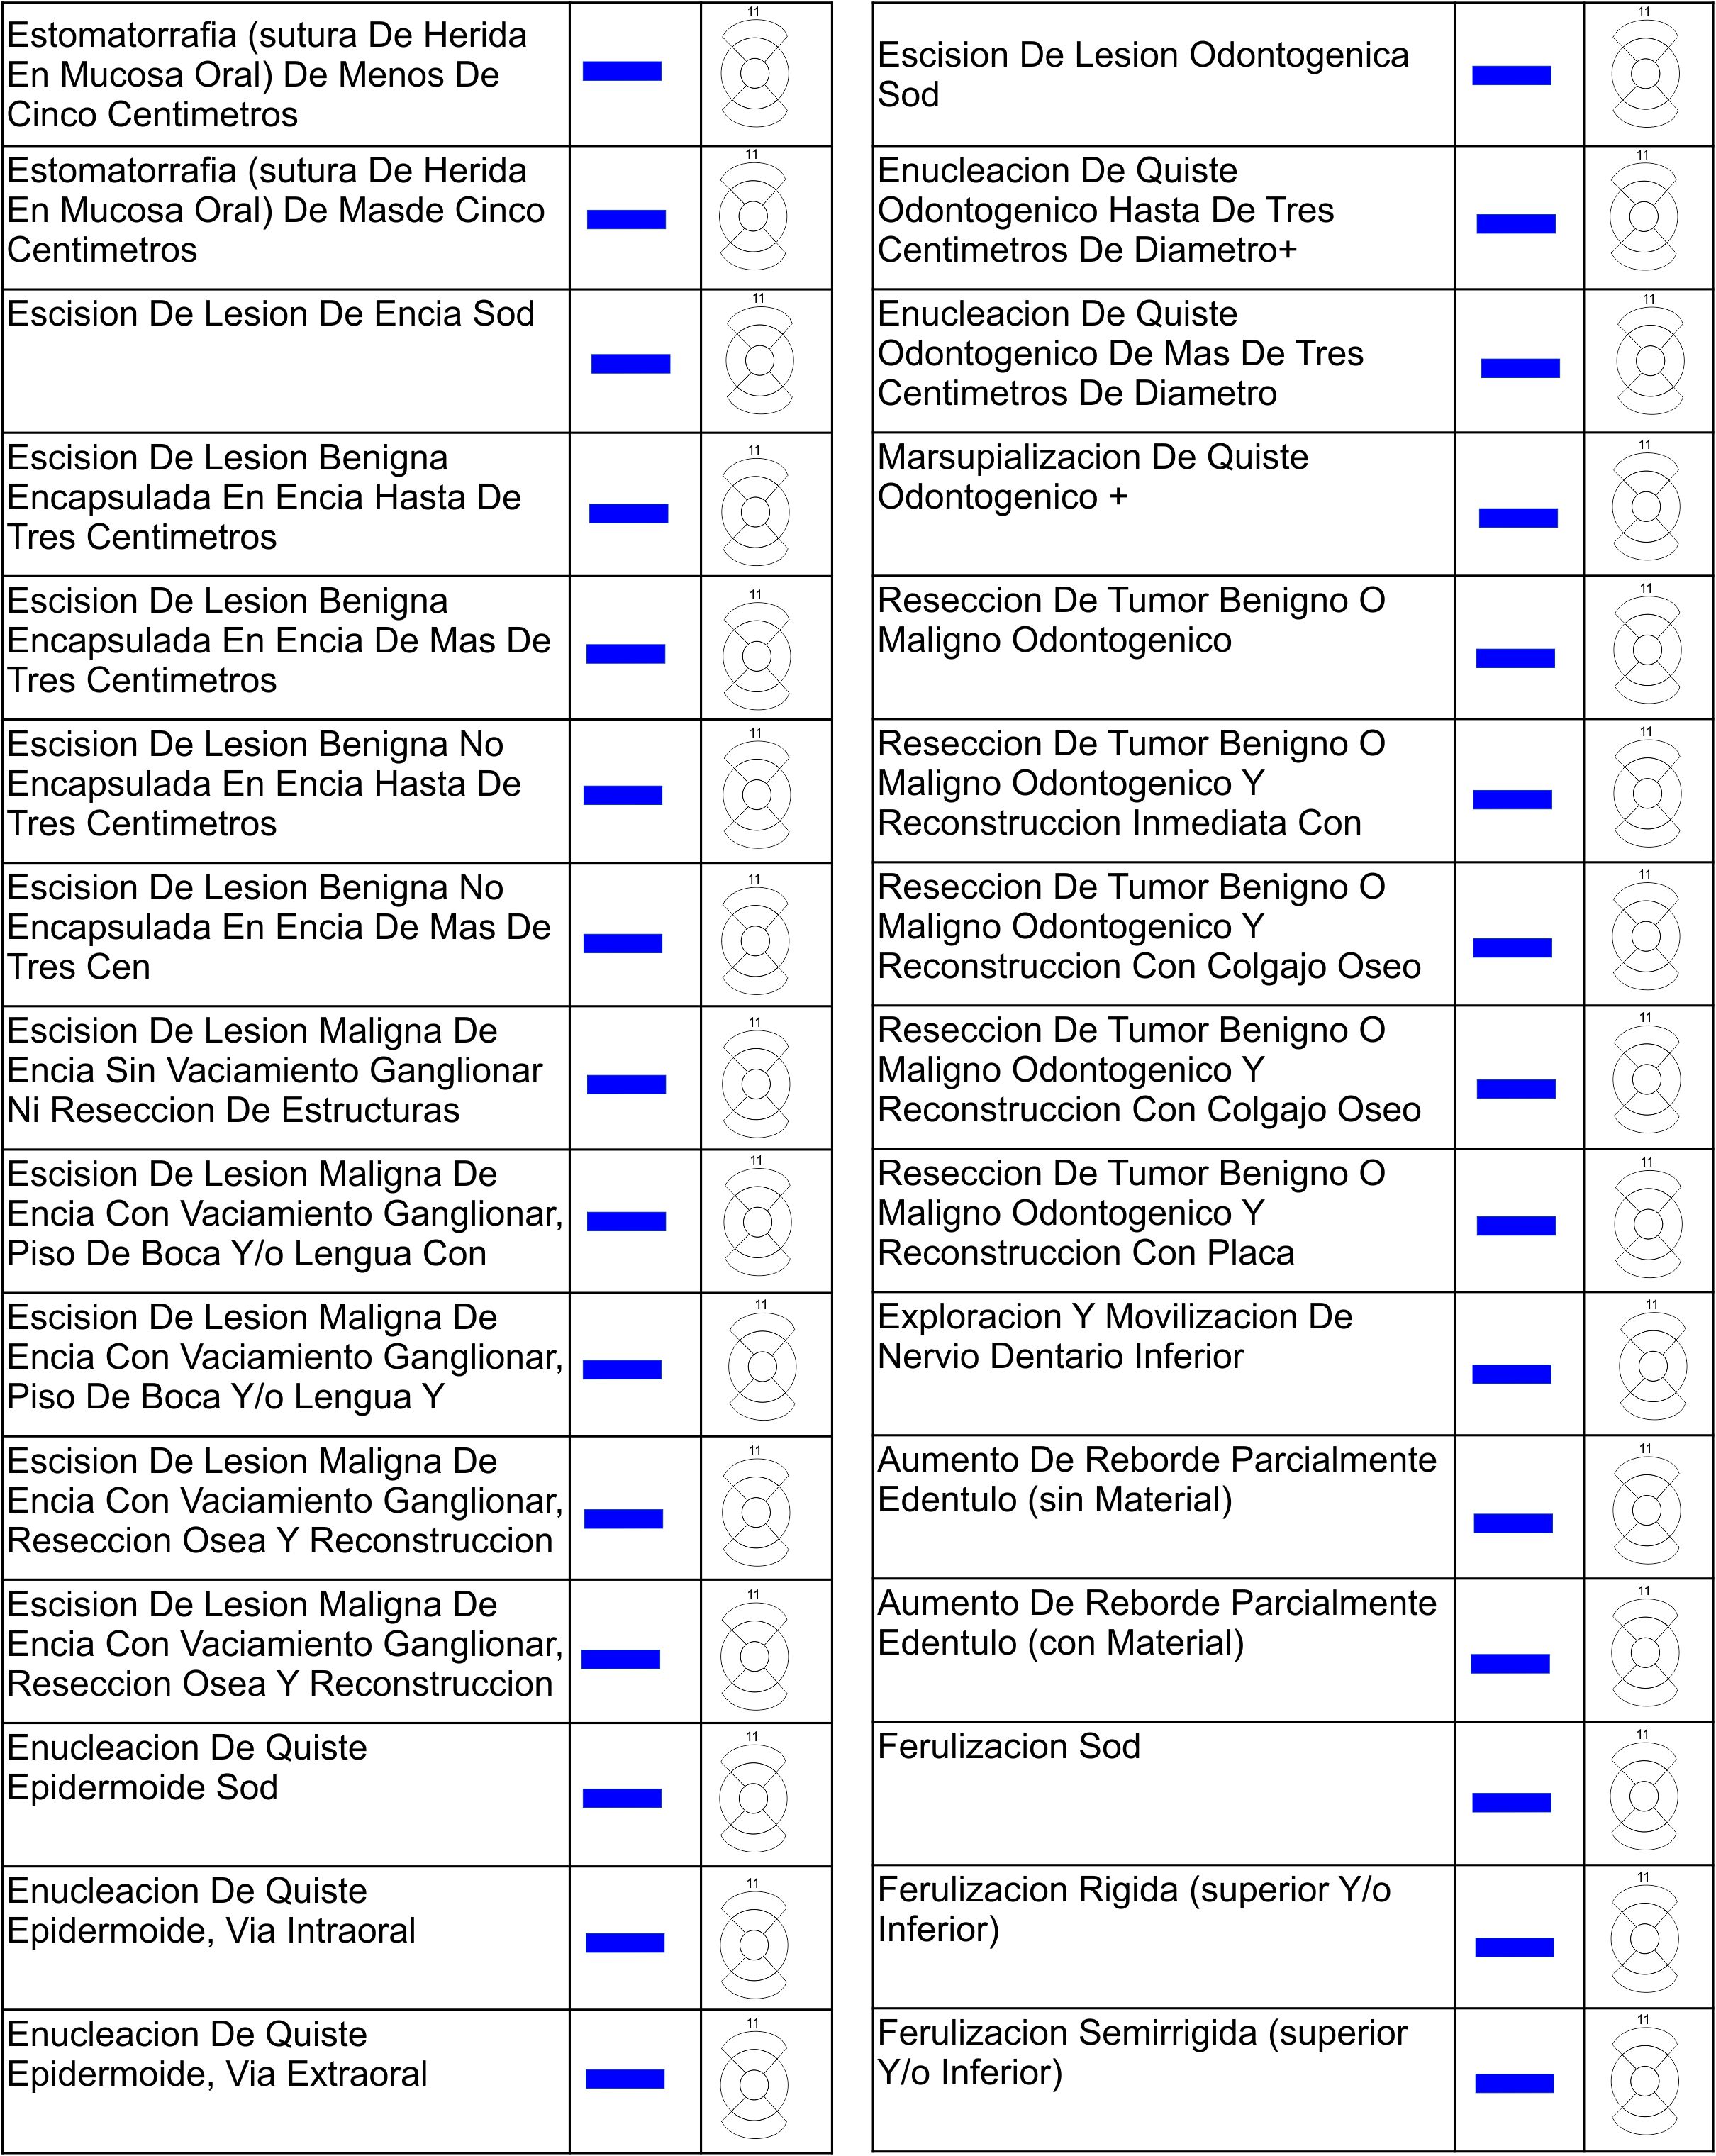 Estomatorrafia (sutura De Herida
En Mucosa Oral) De Menos De
Cinco Centimetros
11
Estomatorrafia (sutura De Herida
En Mucosa Oral) De Masde Cinco
Centimetros
11
Escision De Lesion De Encia Sod
11
Escision De Lesion Benigna
Encapsulada En Encia Hasta De
Tres Centimetros
11
Escision De Lesion Benigna
Encapsulada En Encia De Mas De
Tres Centimetros
11
Escision De Lesion Benigna No
Encapsulada En Encia Hasta De
Tres Centimetros
11
Escision De Lesion Benigna No
Encapsulada En Encia De Mas De
Tres Cen
11
Escision De Lesion Maligna De
Encia Sin Vaciamiento Ganglionar
Ni Reseccion De Estructuras
11
Escision De Lesion Maligna De
Encia Con Vaciamiento Ganglionar,
Piso De Boca Y/o Lengua Con
11
Escision De Lesion Maligna De
Encia Con Vaciamiento Ganglionar,
Piso De Boca Y/o Lengua Y
11
Escision De Lesion Maligna De
Encia Con Vaciamiento Ganglionar,
Reseccion Osea Y Reconstruccion
11
Escision De Lesion Maligna De
Encia Con Vaciamiento Ganglionar,
Reseccion Osea Y Reconstruccion
11
Enucleacion De Quiste
Epidermoide Sod
11
Enucleacion De Quiste
Epidermoide, Via Intraoral
11
Enucleacion De Quiste
Epidermoide, Via Extraoral
11
Escision De Lesion Odontogenica
Sod
11
Enucleacion De Quiste
Odontogenico Hasta De Tres
Centimetros De Diametro+
11
Enucleacion De Quiste
Odontogenico De Mas De Tres
Centimetros De Diametro
11
Marsupializacion De Quiste
Odontogenico +
11
Reseccion De Tumor Benigno O
Maligno Odontogenico
11
Reseccion De Tumor Benigno O
Maligno Odontogenico Y
Reconstruccion Inmediata Con
11
Reseccion De Tumor Benigno O
Maligno Odontogenico Y
Reconstruccion Con Colgajo Oseo
11
Reseccion De Tumor Benigno O
Maligno Odontogenico Y
Reconstruccion Con Colgajo Oseo
11
Reseccion De Tumor Benigno O
Maligno Odontogenico Y
Reconstruccion Con Placa
11
Exploracion Y Movilizacion De
Nervio Dentario Inferior
11
Aumento De Reborde Parcialmente
Edentulo (sin Material)
11
Aumento De Reborde Parcialmente
Edentulo (con Material)
11
Ferulizacion Sod
11
Ferulizacion Rigida (superior Y/o
Inferior)
11
Ferulizacion Semirrigida (superior
Y/o Inferior)
11